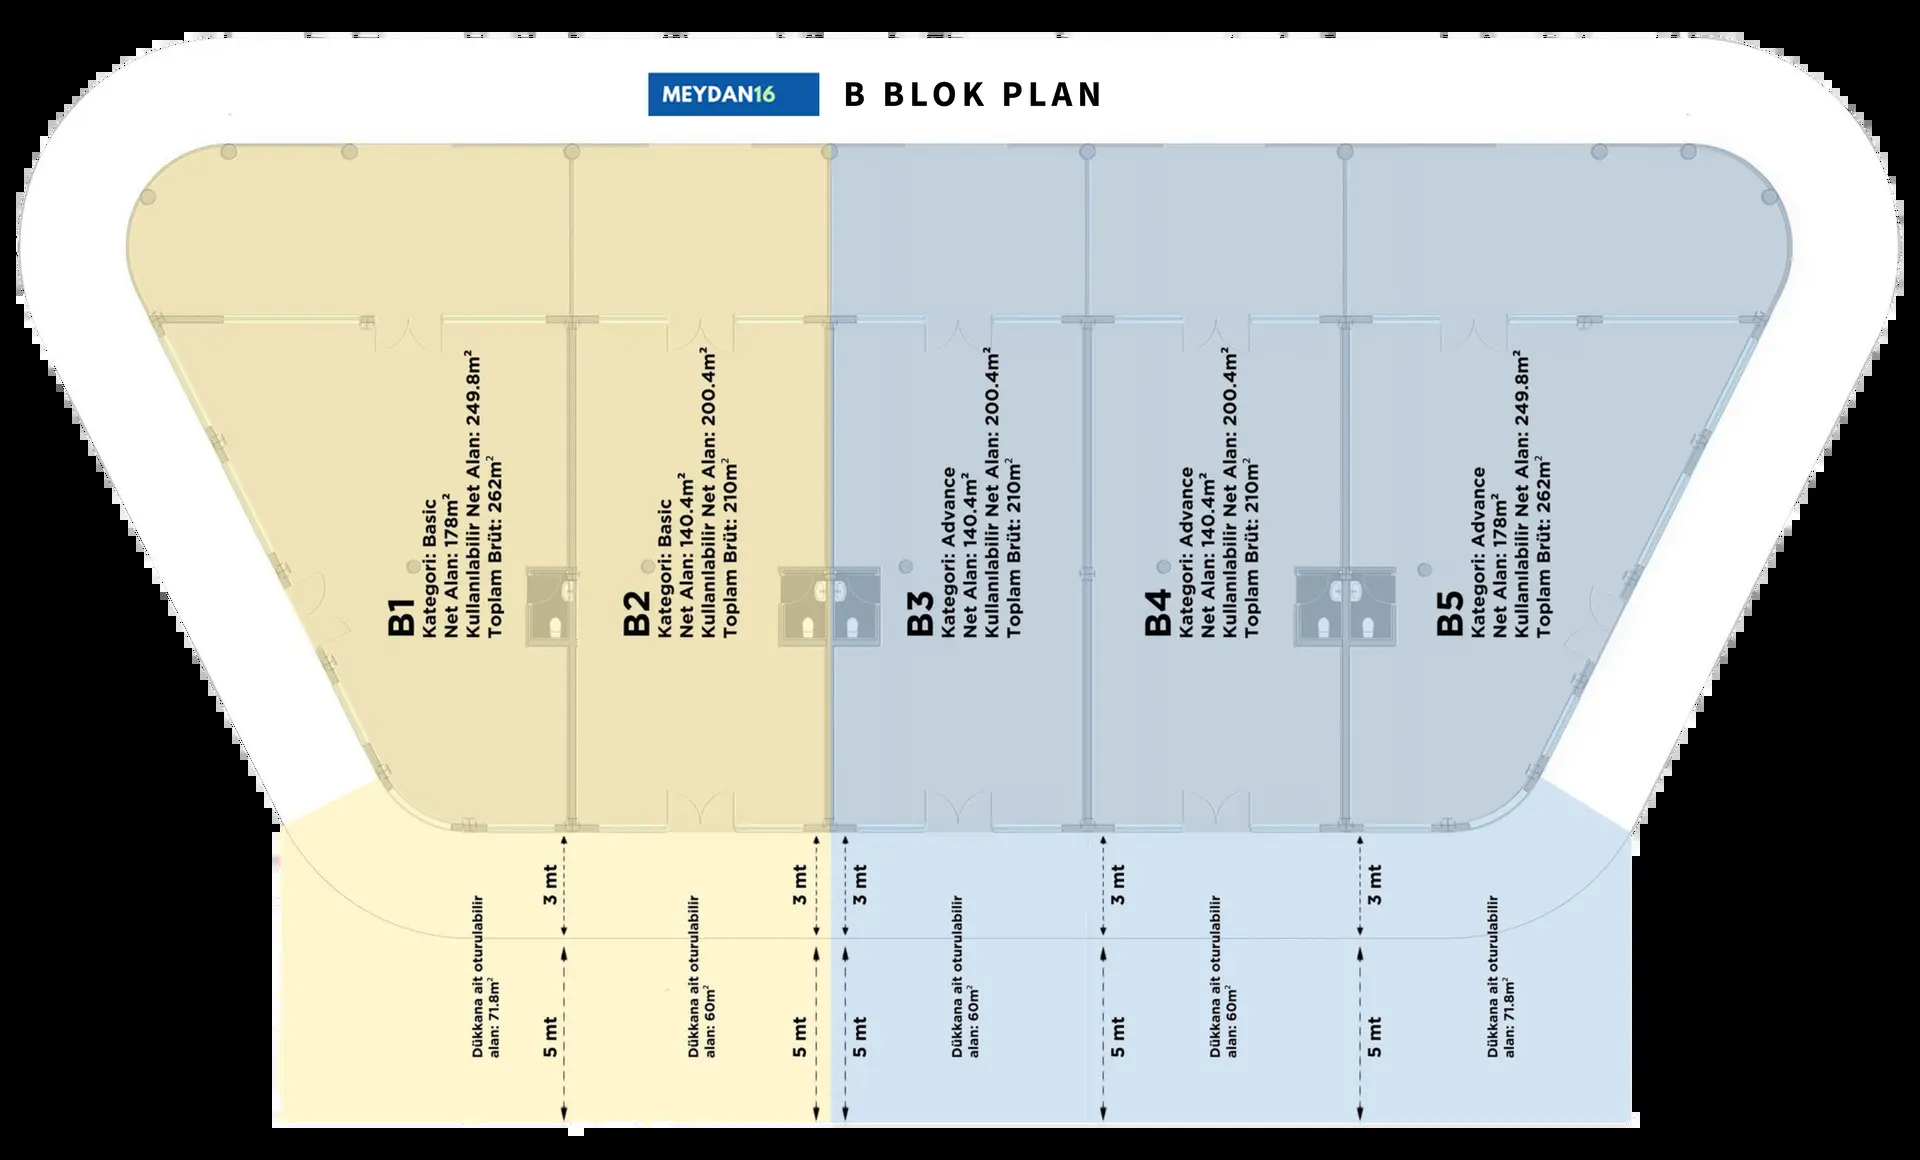 MEYDAN16
B BLOK PLAN
B1
Kategori: Basic
Net Alan: 178m²
Kullanılabilir Net Alan: 249.8m²
Toplam Brüt: 262m²
B2
Kategori: Basic
Net Alan: 140.4m²
Kullanılabilir Net Alan: 200.4m²
Toplam Brüt: 210m²
B3
Kategori: Advance
Net Alan: 140.4m²
Kullanılabilir Net Alan: 200.4m²
Toplam Brüt: 210m²
B4
Kategori: Advance
Net Alan: 140.4m²
Kullanılabilir Net Alan: 200.4m²
Toplam Brüt: 210m²
B5
Kategori: Advance
Net Alan: 178m²
Kullanılabilir Net Alan: 249.8m²
Toplam Brüt: 262m²
3 mt
3 mt
3 mt
3 mt
3 mt
Dükkana ait oturulabilir
alan: 71.8m²
Dükkana ait oturulabilir
alan: 60m²
Dükkana ait oturulabilir
alan: 60m²
Dükkana ait oturulabilir
alan: 60m²
Dükkana ait oturulabilir
alan: 71.8m²
5 mt
5 mt
5 mt
5 mt
5 mt